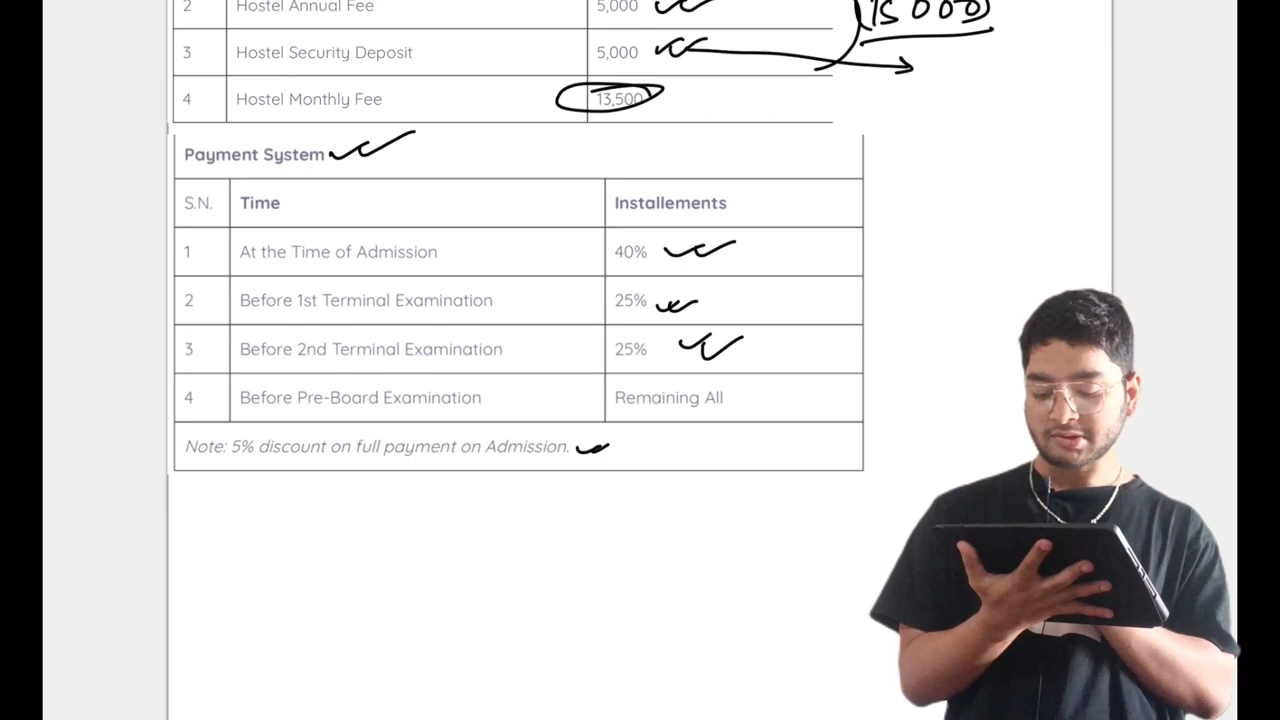 2 Hostel Annual Fee 5,000
15000
3 Hostel Security Deposit 5,000
4 Hostel Monthly Fee 13,500
Payment System
S.N. Time Installements
1 At the Time of Admission 40%
2 Before 1st Terminal Examination 25%
3 Before 2nd Terminal Examination 25%
4 Before Pre-Board Examination Remaining All
Note: 5% discount on full payment on Admission.